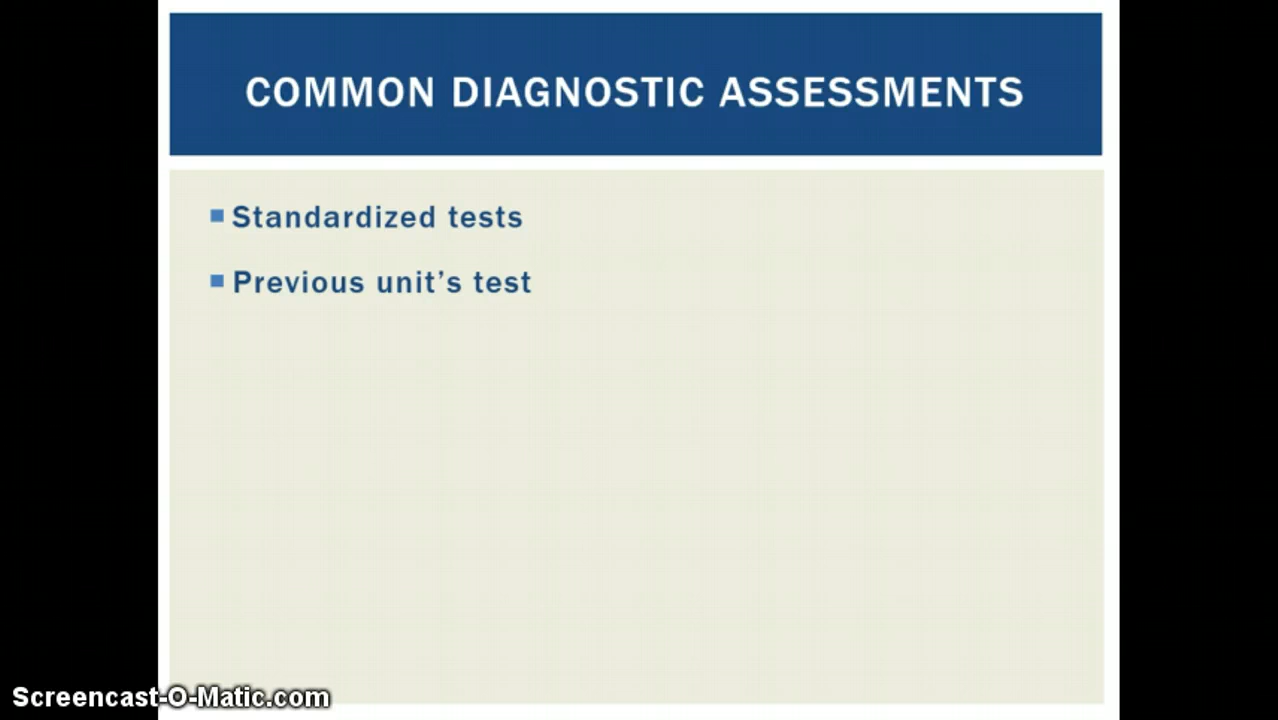 COMMON DIAGNOSTIC ASSESSMENTS
Standardized tests
Previous unit’s test
Screencast-O-Matic.com